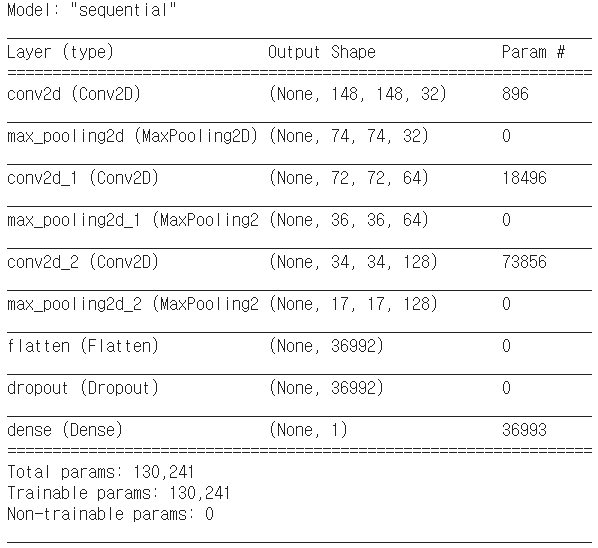 Model: "sequential"
Layer (type) Output Shape Param #
conv2d (Conv2D) (None, 148, 148, 32) 896
max_pooling2d (MaxPooling2D) (None, 74, 74, 32) 0
conv2d_1 (Conv2D) (None, 72, 72, 64) 18496
max_pooling2d_1 (MaxPooling2 (None, 36, 36, 64) 0
conv2d_2 (Conv2D) (None, 34, 34, 128) 73856
max_pooling2d_2 (MaxPooling2 (None, 17, 17, 128) 0
flatten (Flatten) (None, 36992) 0
dropout (Dropout) (None, 36992) 0
dense (Dense) (None, 1) 36993
Total params: 130,241
Trainable params: 130,241
Non-trainable params: 0